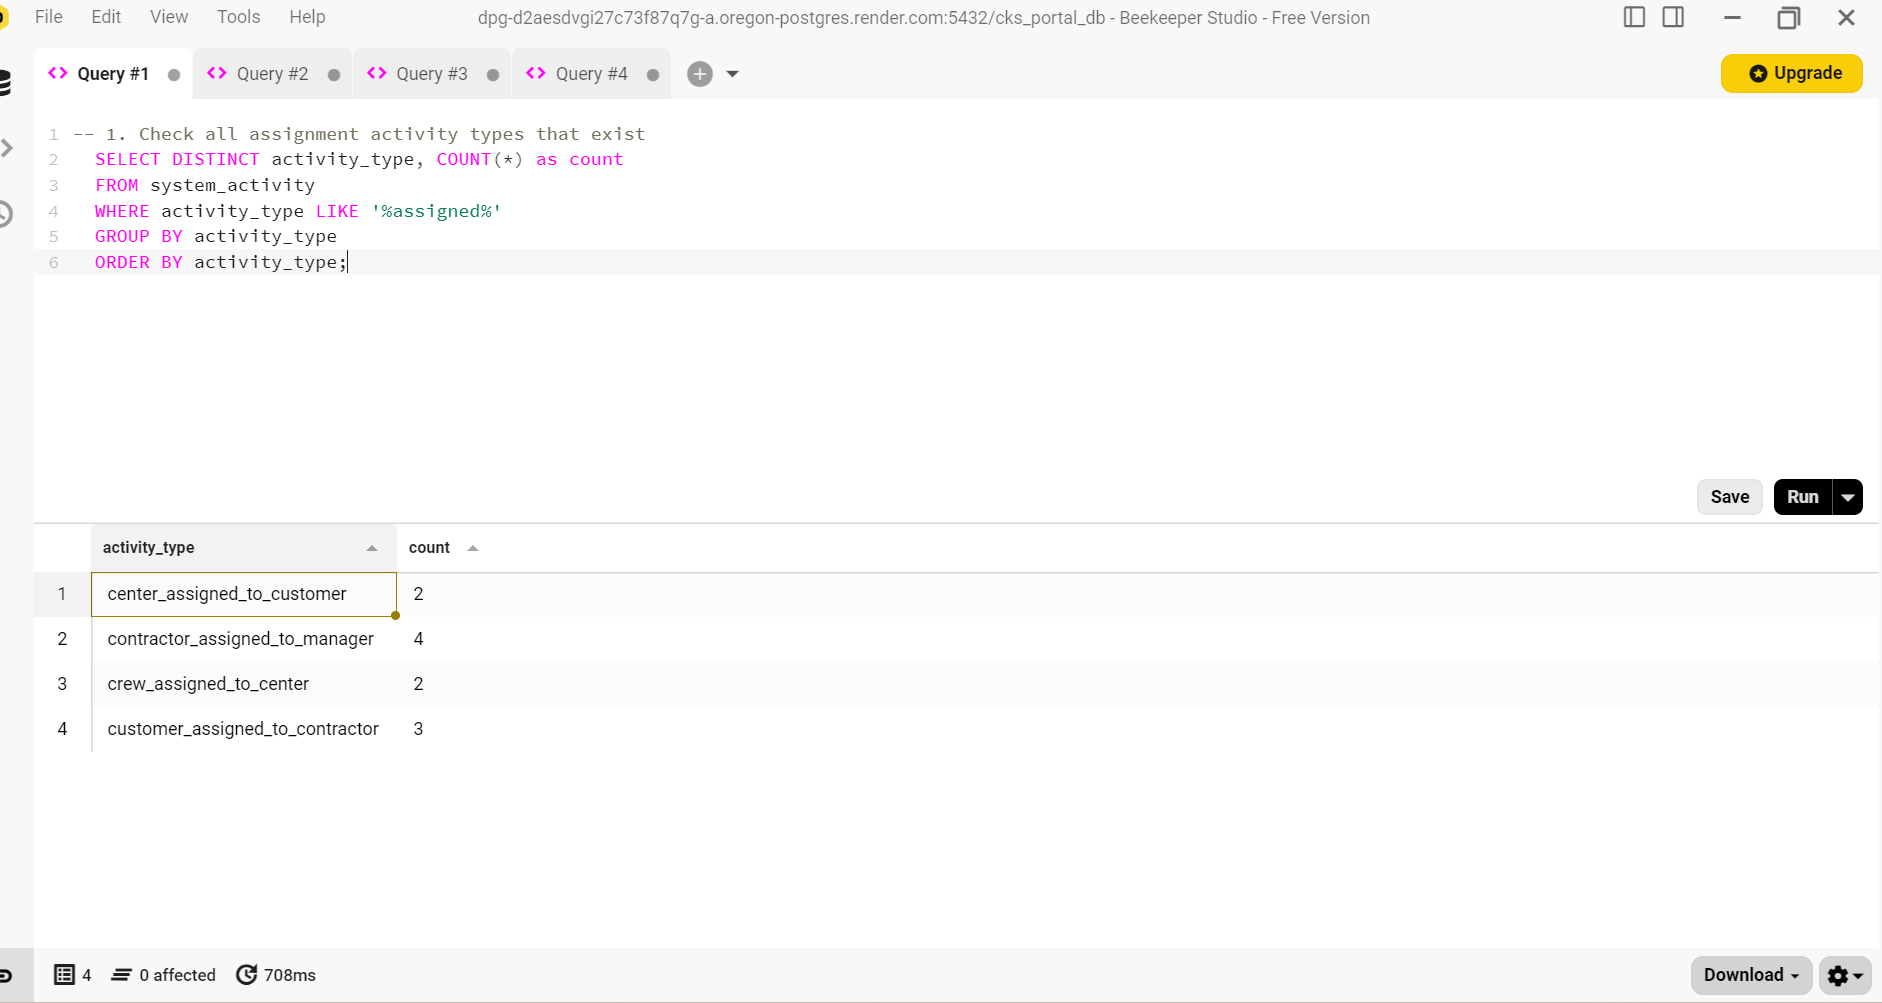 File Edit View Tools Help
dpg-d2aesdvgi27c73f87q7g-a.oregon-postgres.render.com:5432/cks_portal_db - Beekeeper Studio - Free Version
Query #1 Query #2 Query #3 Query #4
Upgrade
1 -- 1. Check all assignment activity types that exist
2 SELECT DISTINCT activity_type, COUNT(*) as count
3 FROM system_activity
4 WHERE activity_type LIKE '%assigned%'
5 GROUP BY activity_type
6 ORDER BY activity_type;
Save Run
activity_type count
1 center_assigned_to_customer 2
2 contractor_assigned_to_manager 4
3 crew_assigned_to_center 2
4 customer_assigned_to_contractor 3
4 0 affected 708ms
Download